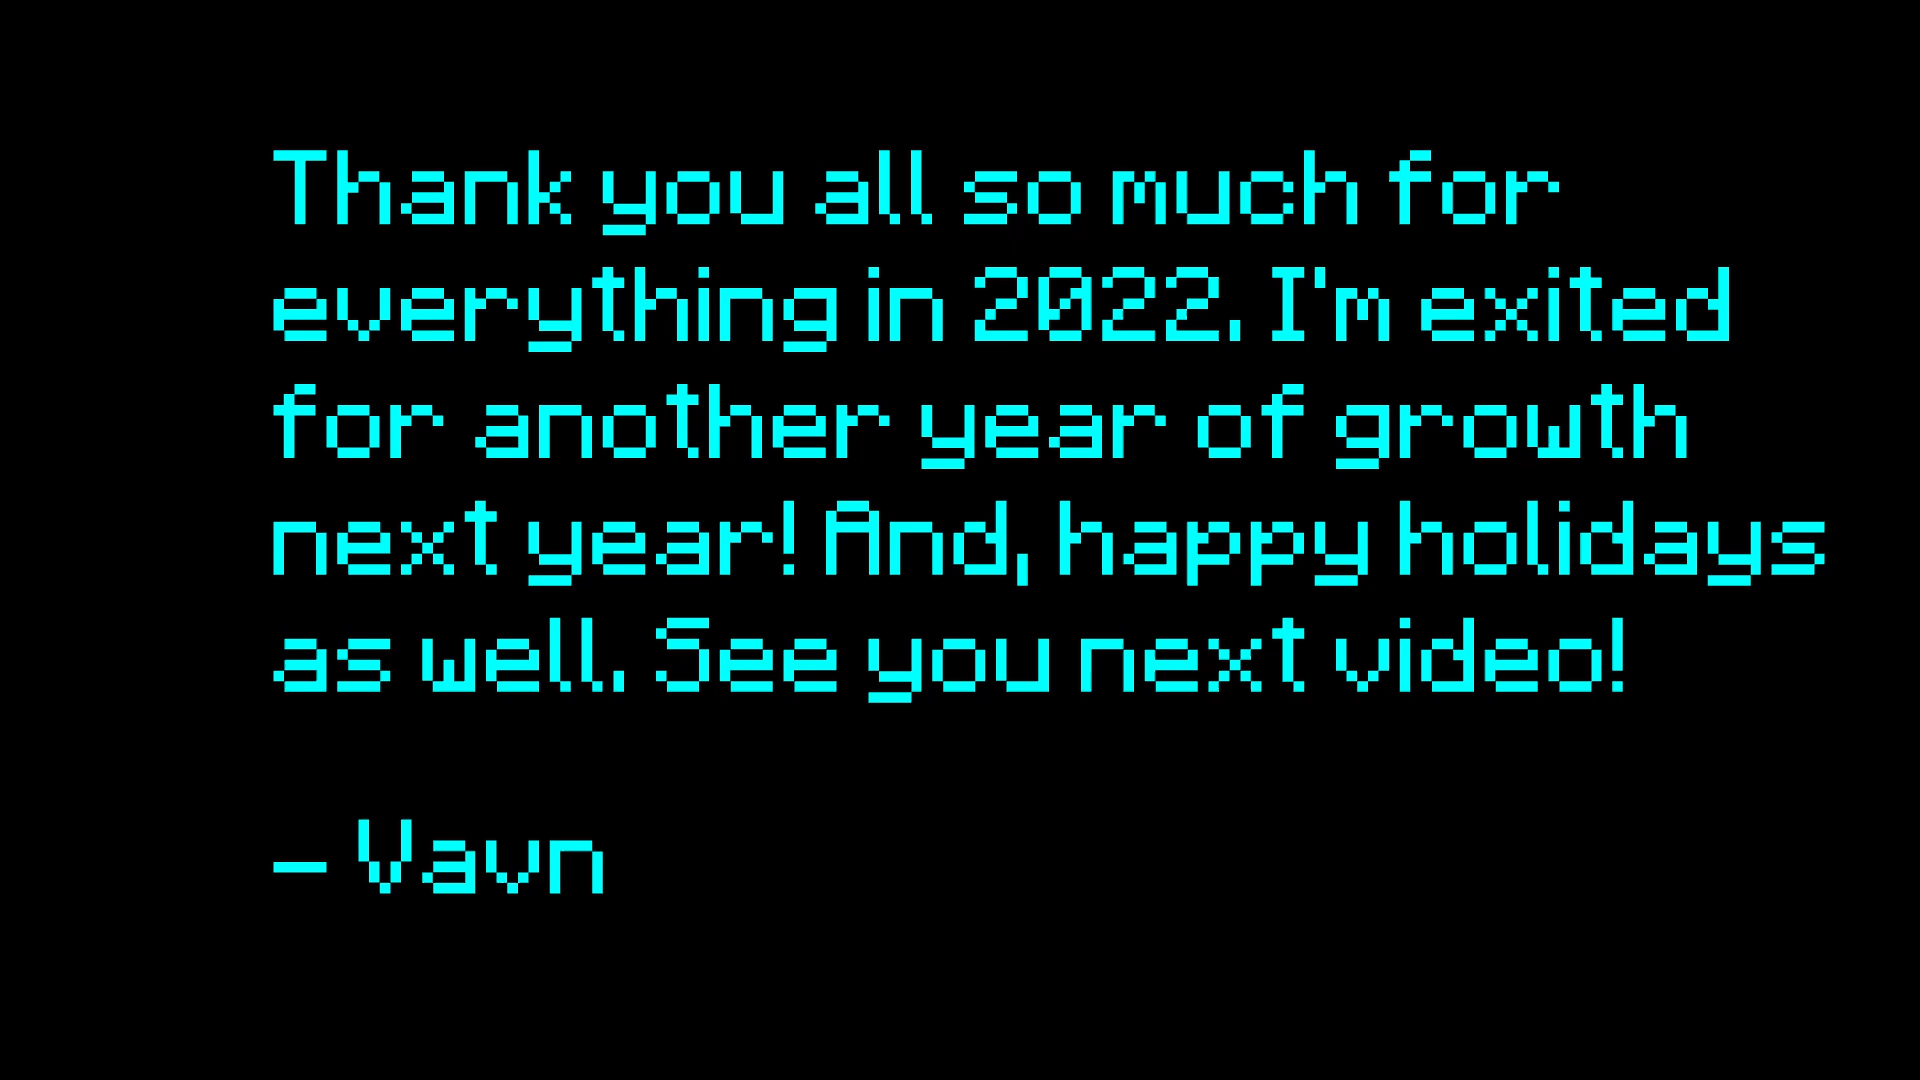 Thank you all so much for
everything in 2022. I'm exited
for another year of growth
next year! And, happy holidays
as well. See you next video!
- Vavn